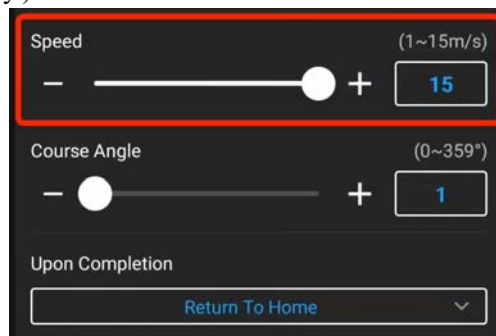 Speed (1~15m/s)
− + 15
Course Angle (0~359°)
− + 1
Upon Completion
Return To Home